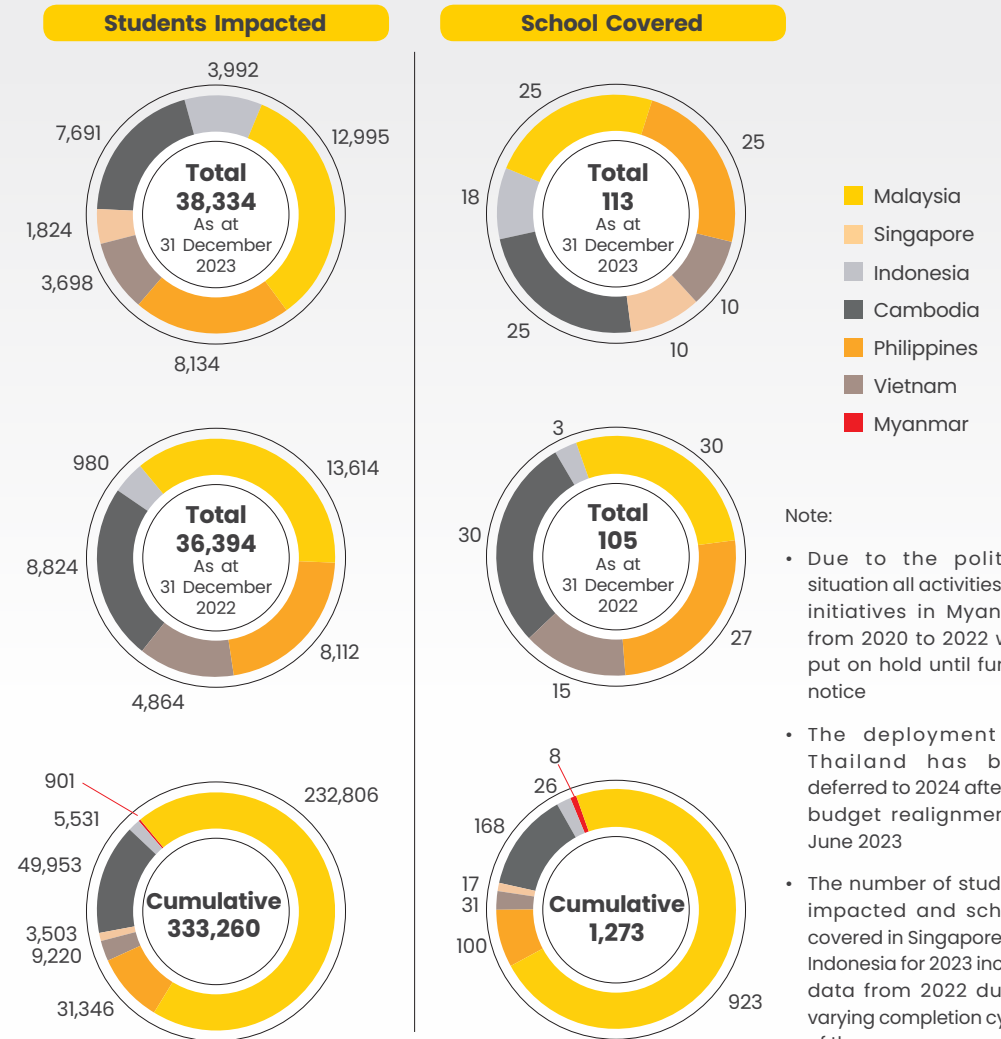 Students Impacted
School Covered
3,992
7,691
12,995
Total
38,334
As at
31 December
2023
1,824
3,698
8,134
25
25
Total
113
As at
31 December
2023
18
10
25
10
Malaysia
Singapore
Indonesia
Cambodia
Philippines
Vietnam
Myanmar
980
13,614
Total
36,394
As at
31 December
2022
8,824
8,112
4,864
3
30
Total
105
As at
31 December
2022
30
27
15
901
232,806
5,531
49,953
Cumulative
333,260
3,503
9,220
31,346
8
26
168
17
31
Cumulative
1,273
100
923
Note:
• Due to the polit
situation all activities
initiatives in Myan
from 2020 to 2022 w
put on hold until fur
notice
• The deployment
Thailand has b
deferred to 2024 afte
budget realignmer
June 2023
• The number of stud
impacted and sch
covered in Singapore
Indonesia for 2023 inc
data from 2022 du
varying completion cy